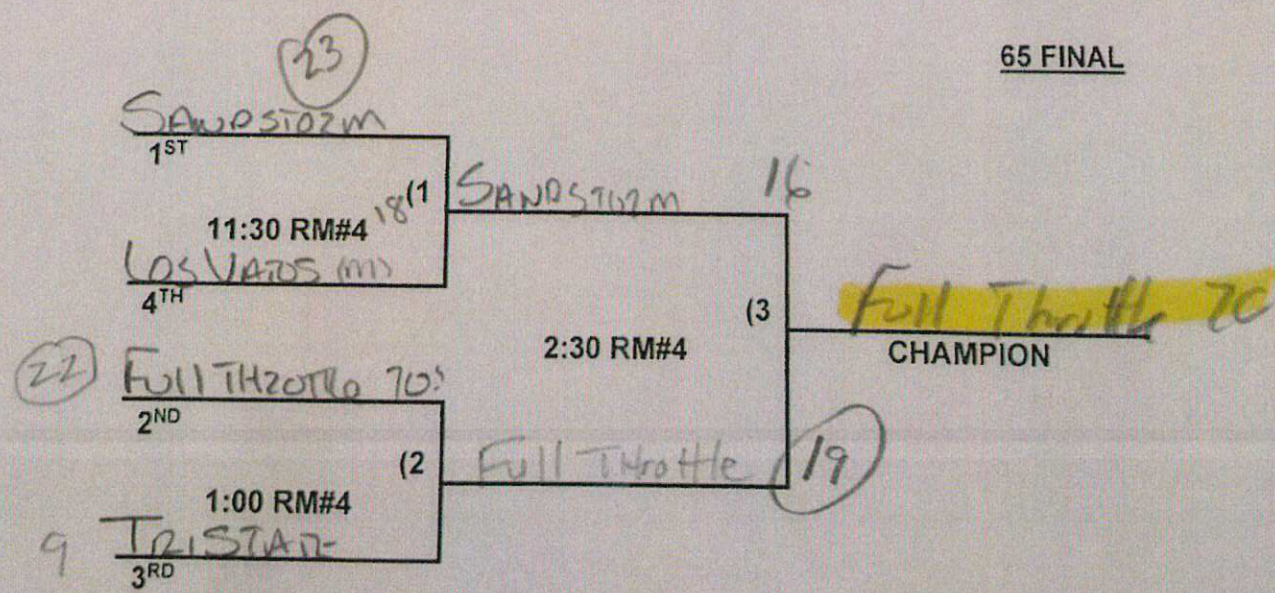 65 FINAL
23
SANDSTORM
1ST
(1
SANDSTORM
16
18
11:30 RM#4
LOS VATOS (M)
4TH
(3
Full Throttle 70
2:30 RM#4
CHAMPION
22
FUll THROTTLE 70's
2ND
(2
Full THrottle
19
1:00 RM#4
9
TRISTAR
3RD